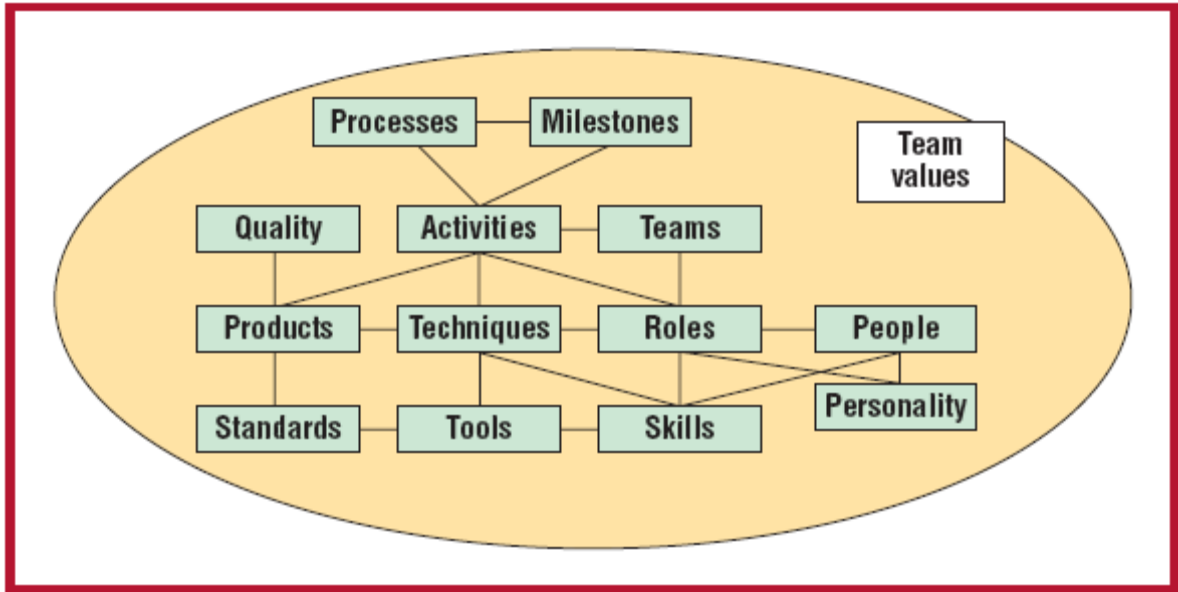 Processes
Milestones
Team
values
Quality
Activities
Teams
Products
Techniques
Roles
People
Personality
Standards
Tools
Skills